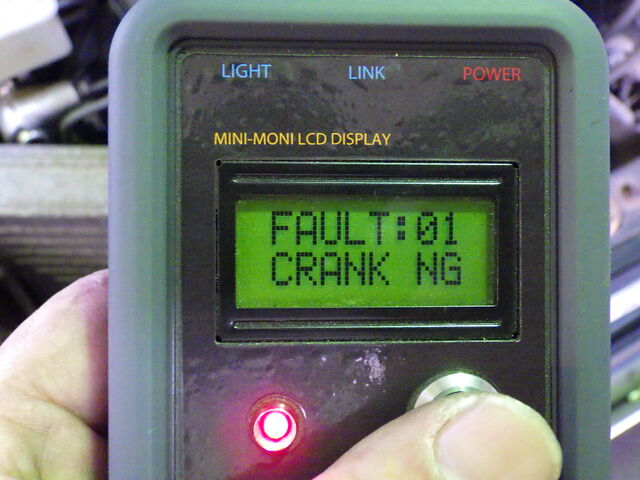 LIGHT LINK POWER
MINI-MONI LCD DISPLAY
FAULT:01
CRANK NG